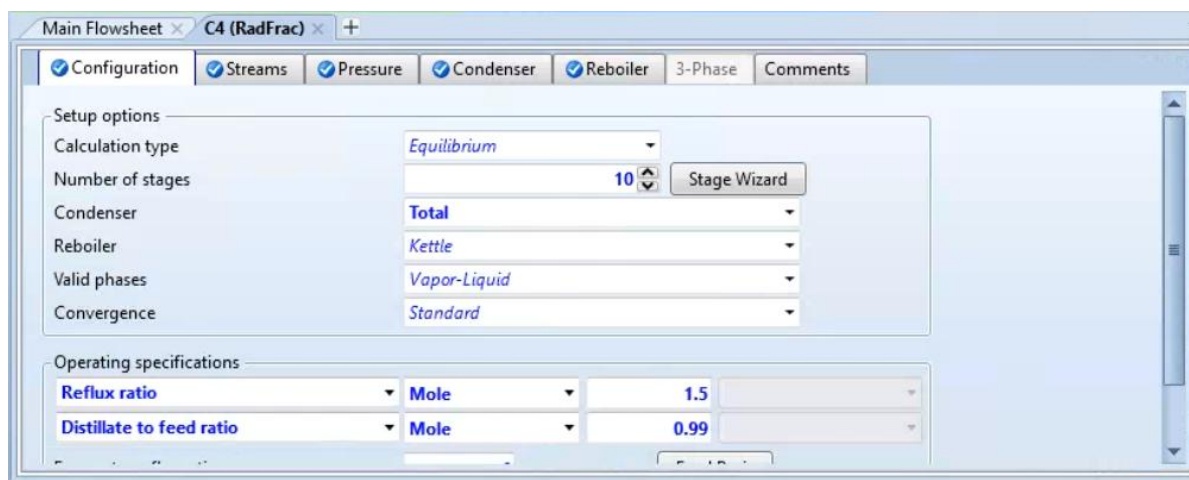 Main Flowsheet × C4 (RadFrac) × +
Configuration Streams Pressure Condenser Reboiler 3-Phase Comments
Setup options
Calculation type Equilibrium
Number of stages 10 Stage Wizard
Condenser Total
Reboiler Kettle
Valid phases Vapor-Liquid
Convergence Standard
Operating specifications
Reflux ratio Mole 1.5
Distillate to feed ratio Mole 0.99